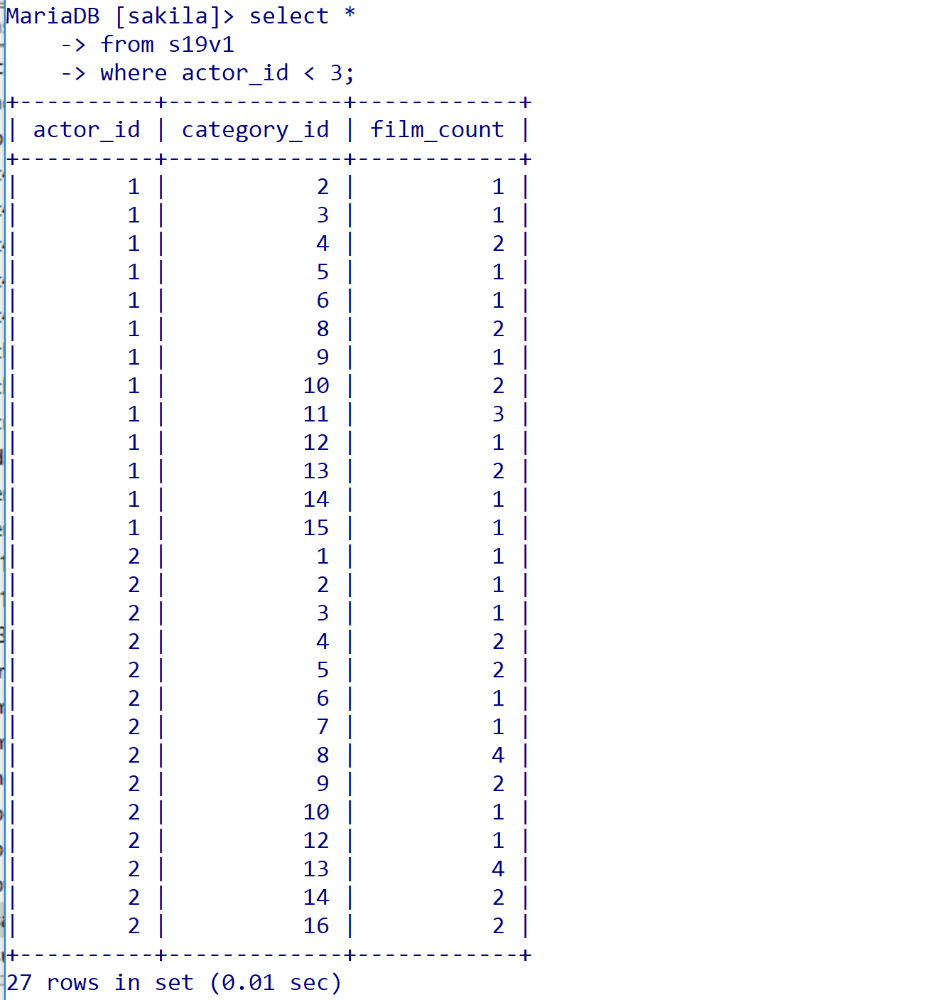 MariaDB [sakila]> select *
    -> from s19v1
    -> where actor_id < 3;
+----------+-------------+------------+
| actor_id | category_id | film_count |
+----------+-------------+------------+
|        1 |           2 |          1 |
|        1 |           3 |          1 |
|        1 |           4 |          2 |
|        1 |           5 |          1 |
|        1 |           6 |          1 |
|        1 |           8 |          2 |
|        1 |           9 |          1 |
|        1 |          10 |          2 |
|        1 |          11 |          3 |
|        1 |          12 |          1 |
|        1 |          13 |          2 |
|        1 |          14 |          1 |
|        1 |          15 |          1 |
|        2 |           1 |          1 |
|        2 |           2 |          1 |
|        2 |           3 |          1 |
|        2 |           4 |          2 |
|        2 |           5 |          2 |
|        2 |           6 |          1 |
|        2 |           7 |          1 |
|        2 |           8 |          4 |
|        2 |           9 |          2 |
|        2 |          10 |          1 |
|        2 |          12 |          1 |
|        2 |          13 |          4 |
|        2 |          14 |          2 |
|        2 |          16 |          2 |
+----------+-------------+------------+
27 rows in set (0.01 sec)